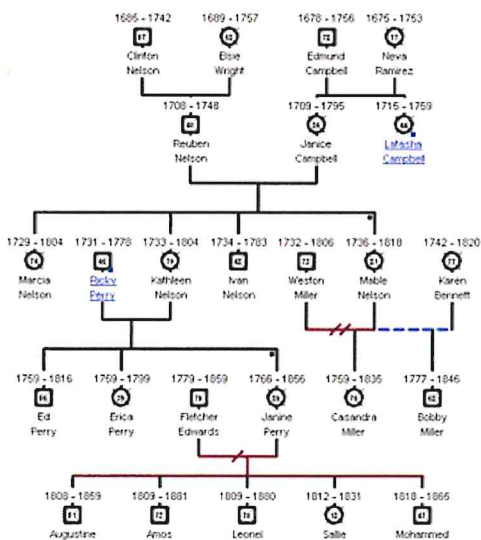 1685 - 1742 1689 - 1757 1678 - 1756 1675 - 1753
Clinton Elsie Edmund Neva
Nelson Wright Campbell Ramirez
1708 - 1748 1709 - 1795 1715 - 1759
Reuben Janice Latasha
Nelson Campbell Campbell
1729 - 1804 1731 - 1778 1733 - 1804 1734 - 1783 1732 - 1806 1736 - 1818 1742 - 1820
Marcia Ricky Kathleen Ivan Weston Mable Karen
Nelson Perry Nelson Nelson Miller Nelson Bennett
1759 - 1816 1769 - 1799 1779 - 1859 1766 - 1856 1759 - 1835 1777 - 1846
Ed Erica Fletcher Janine Casandra Bobby
Perry Perry Edwards Perry Miller Miller
1808 - 1859 1809 - 1881 1809 - 1880 1812 - 1831 1818 - 1865
Augustine Amos Leonel Sallie Mohammed